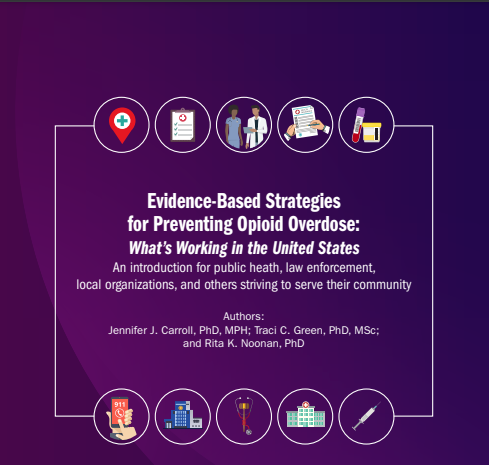 Evidence-Based Strategies
for Preventing Opioid Overdose:
What's Working in the United States
An introduction for public heath, law enforcement,
local organizations, and others striving to serve their community
Authors:
Jennifer J. Carroll, PhD, MPH; Traci C. Green, PhD, MSc;
and Rita K. Noonan, PhD
911